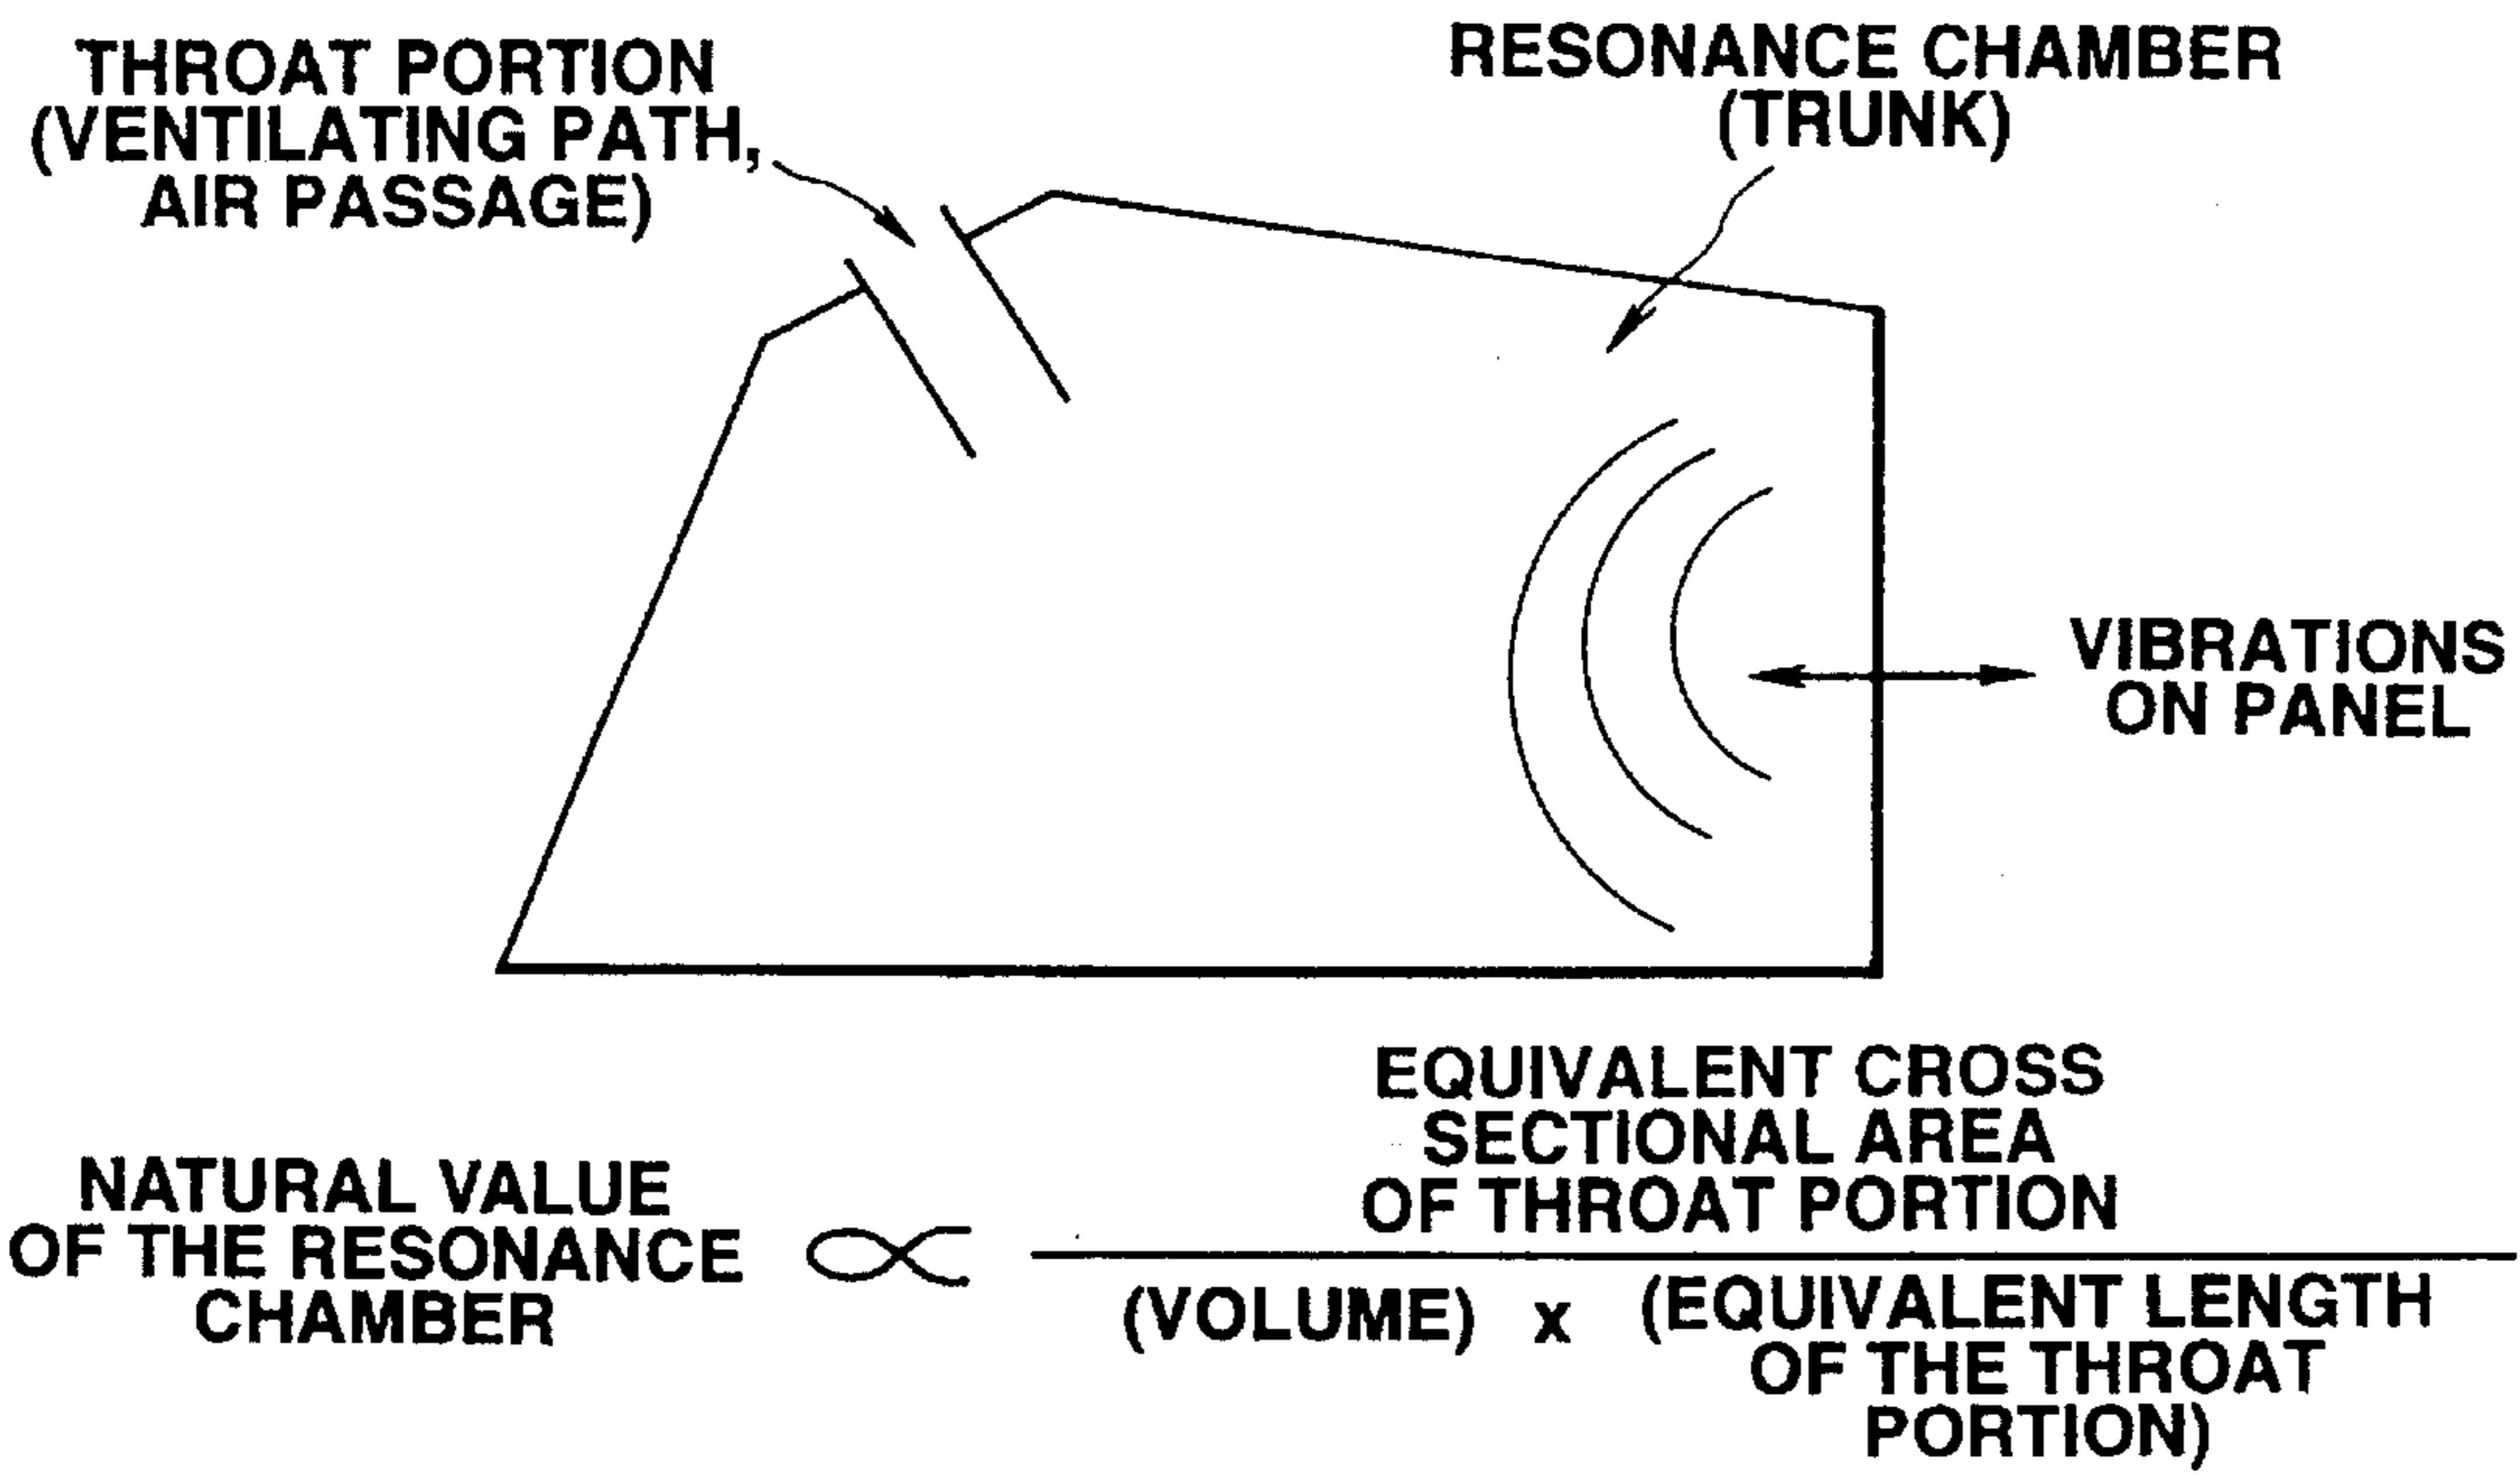 THROAT PORTION
(VENTILATING PATH,
AIR PASSAGE)
RESONANCE CHAMBER
(TRUNK)
VIBRATIONS
ON PANEL
NATURAL VALUE
OF THE RESONANCE
CHAMBER
∝
EQUIVALENT CROSS
SECTIONAL AREA
OF THROAT PORTION
(VOLUME) x (EQUIVALENT LENGTH
OF THE THROAT
PORTION)